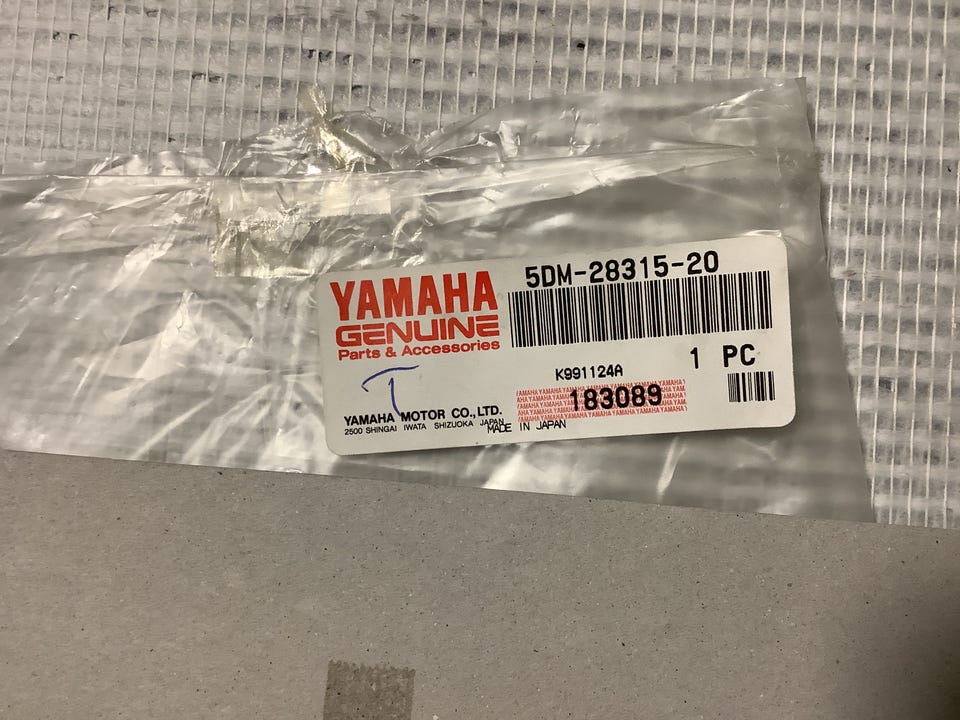 YAMAHA
GENUINE
Parts & Accessories
5DM-28315-20
1 PC
K991124A
183089
T
YAMAHA MOTOR CO., LTD.
2500 SHINGAI IWATA SHIZUOKA JAPAN
MADE IN JAPAN